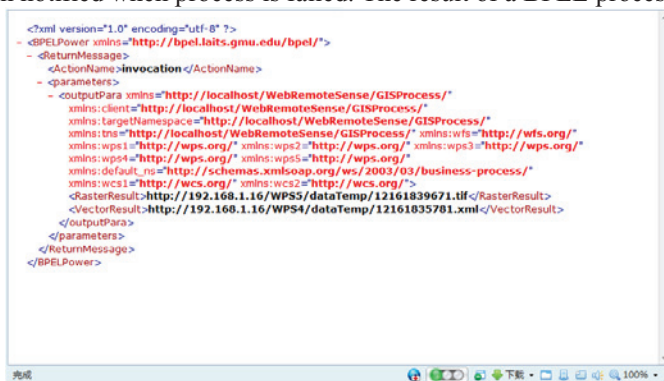 n notified when process is failed. The result of a BPEL proces
<?xml version="1.0" encoding="utf-8" ?>
- <BPELPower xmlns="http://bpel.laits.gmu.edu/bpel/">
- <ReturnMessage>
<ActionName>invocation</ActionName>
- <parameters>
- <outputPara xmlns="http://localhost/WebRemoteSense/GISProcess/"
xmlns:client="http://localhost/WebRemoteSense/GISProcess/"
xmlns:targetNamespace="http://localhost/WebRemoteSense/GISProcess/"
xmlns:tns="http://localhost/WebRemoteSense/GISProcess/" xmlns:wfs="http://wfs.org/"
xmlns:wps1="http://wps.org/" xmlns:wps2="http://wps.org/" xmlns:wps3="http://wps.org/"
xmlns:wps4="http://wps.org/" xmlns:wps5="http://wps.org/"
xmlns:default_ns="http://schemas.xmlsoap.org/ws/2003/03/business-process/"
xmlns:wcs1="http://wcs.org/" xmlns:wcs2="http://wcs.org/">
<RasterResult>http://192.168.1.16/WPS5/dataTemp/12161839671.tif</RasterResult>
<VectorResult>http://192.168.1.16/WPS4/dataTemp/12161835781.xml</VectorResult>
</outputPara>
</parameters>
</ReturnMessage>
</BPELPower>
完成 下载 100%